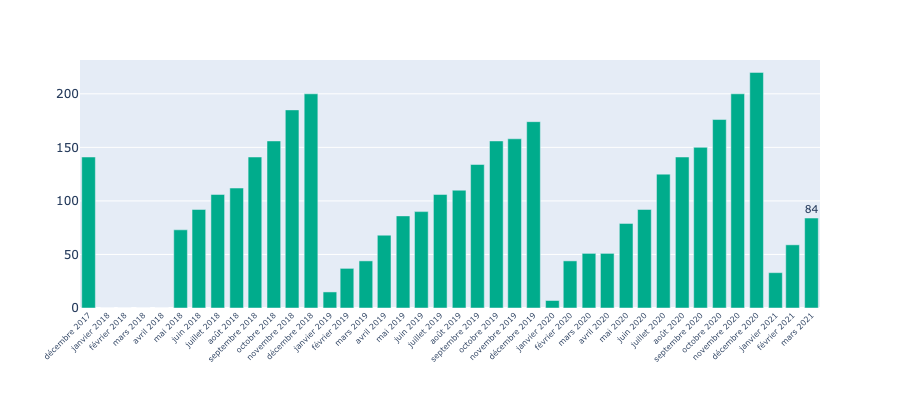 200
150
100
50
0
84
décembre 2017
janvier 2018
février 2018
mars 2018
avril 2018
mai 2018
juin 2018
juillet 2018
août 2018
septembre 2018
octobre 2018
novembre 2018
décembre 2018
janvier 2019
février 2019
mars 2019
avril 2019
mai 2019
juin 2019
juillet 2019
août 2019
septembre 2019
octobre 2019
novembre 2019
décembre 2019
janvier 2020
février 2020
mars 2020
avril 2020
mai 2020
juin 2020
juillet 2020
août 2020
septembre 2020
octobre 2020
novembre 2020
décembre 2020
janvier 2021
février 2021
mars 2021